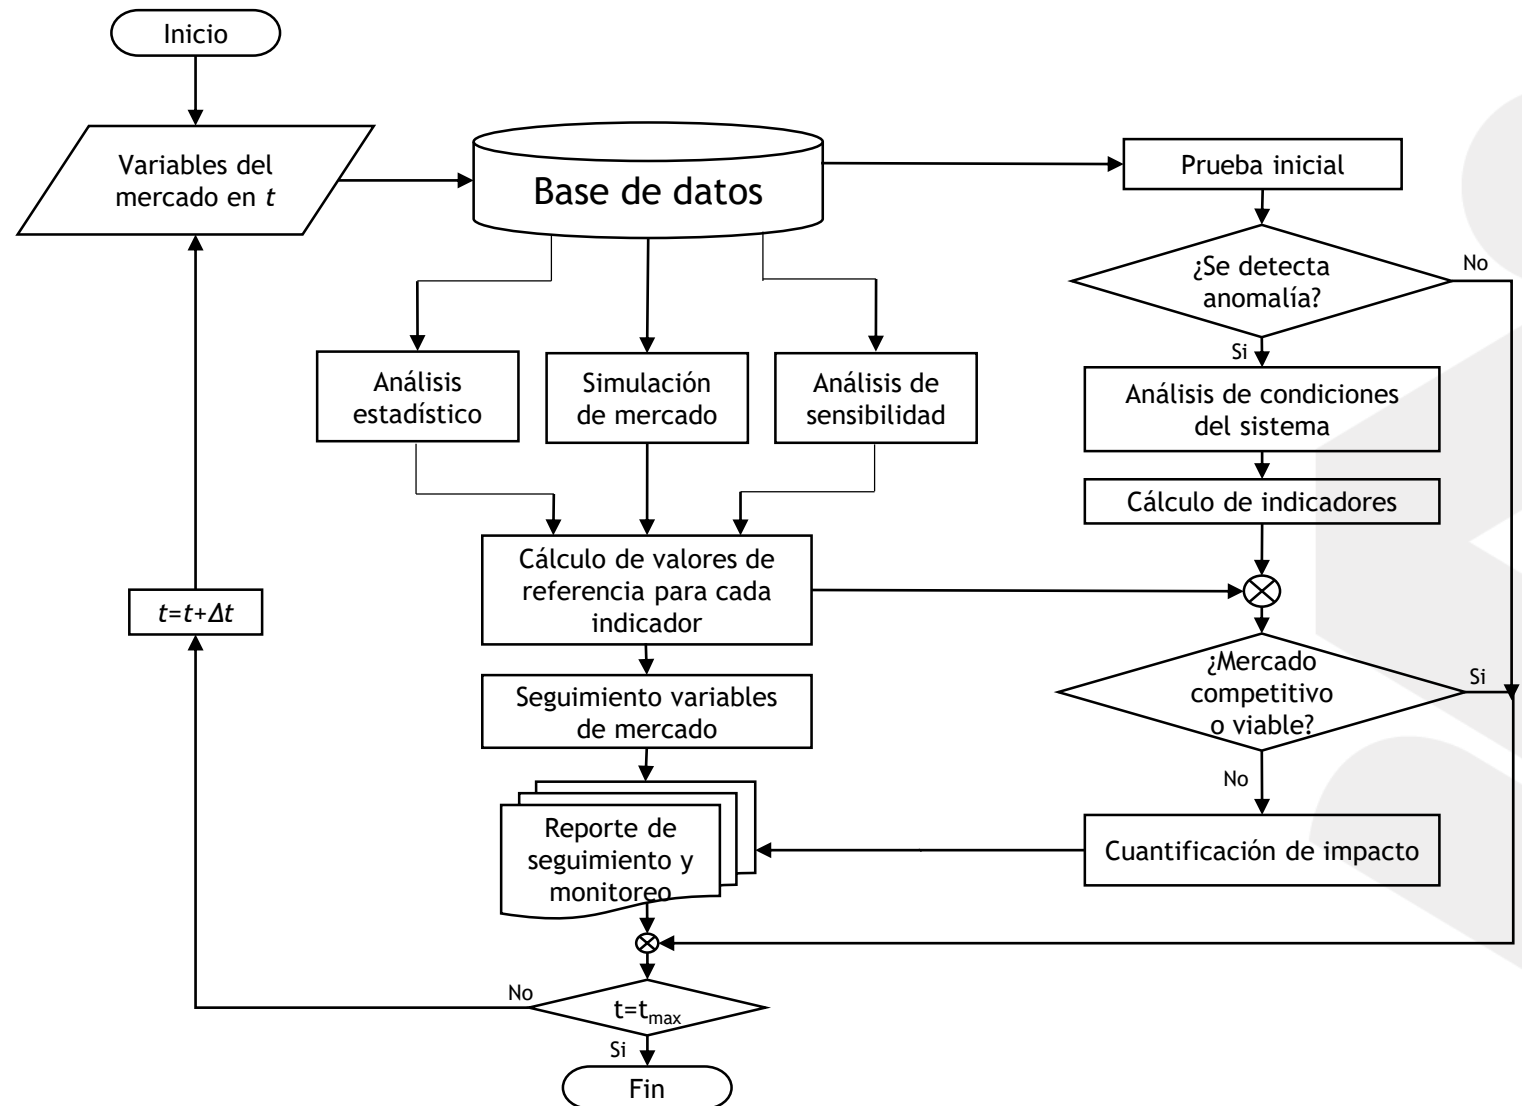 Inicio
Variables del
mercado en t
Base de datos
Prueba inicial
¿Se detecta
anomalía?
No
Si
Análisis
estadístico
Simulación
de mercado
Análisis de
sensibilidad
Análisis de condiciones
del sistema
Cálculo de indicadores
Cálculo de valores de
referencia para cada
indicador
t=t+Δt
¿Mercado
competitivo
o viable?
Si
No
Seguimiento variables
de mercado
Reporte de
seguimiento y
monitoreo
Cuantificación de impacto
No
t=tmax
Si
Fin